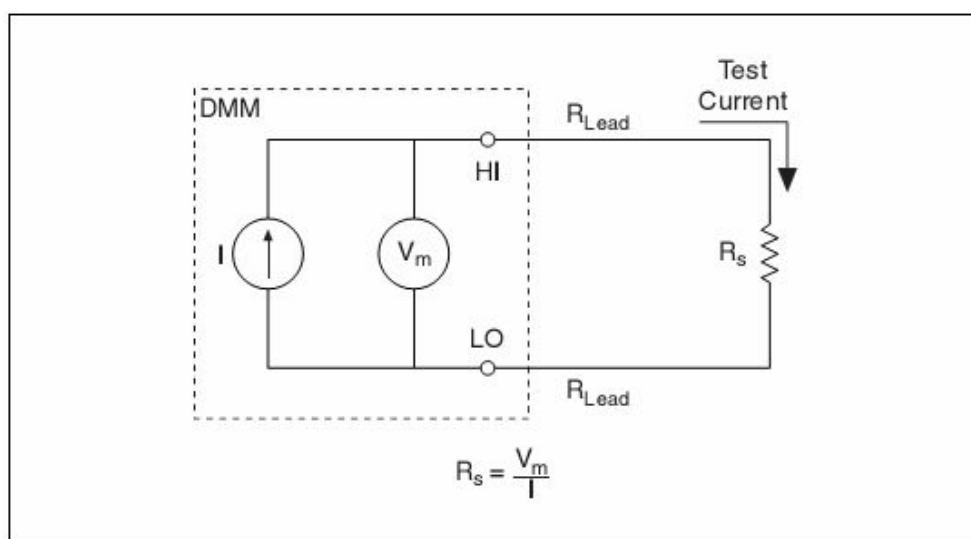 Test
Current
DMM
R_Lead
HI
I
V_m
R_s
LO
R_Lead
R_s = V_m / I